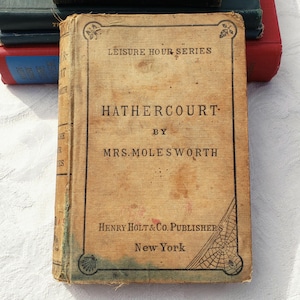 LEISURE HOUR SERIES
HATHERCOURT
BY
MRS. MOLESWORTH
HENRY HOLT & CO. PUBLISHERS
New York